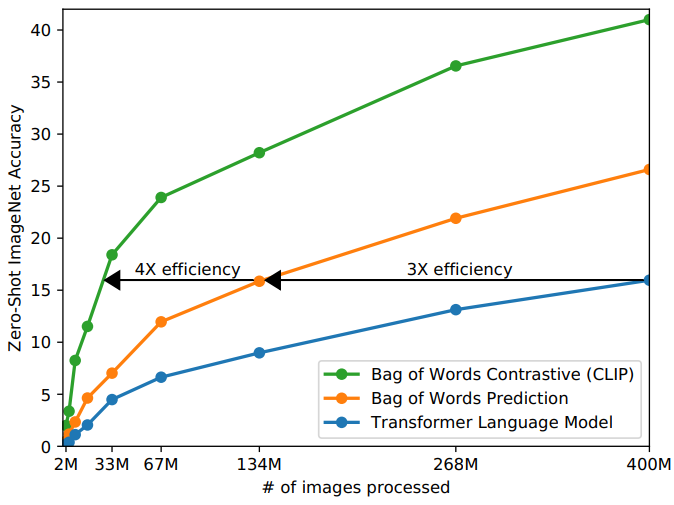 Zero-Shot ImageNet Accuracy
40
35
30
25
20
15
10
5
0
4X efficiency
3X efficiency
Bag of Words Contrastive (CLIP)
Bag of Words Prediction
Transformer Language Model
2M 33M 67M 134M 268M 400M
# of images processed